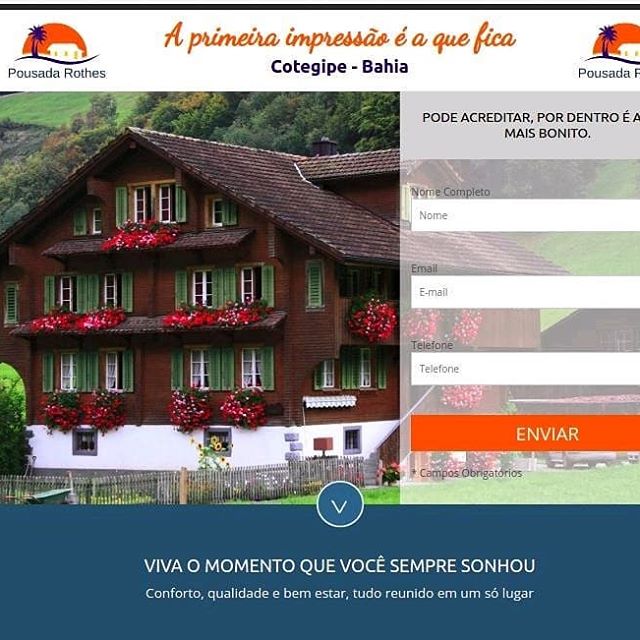 A primeira impressão é a que fica
Cotegipe - Bahia
Pousada Rothes
Pousada R
PODE ACREDITAR, POR DENTRO É A
MAIS BONITO.
Nome Completo
Nome
Email
E-mail
Telefone
Telefone
ENVIAR
* Campos Obrigatórios
VIVA O MOMENTO QUE VOCÊ SEMPRE SONHOU
Conforto, qualidade e bem estar, tudo reunido em um só lugar